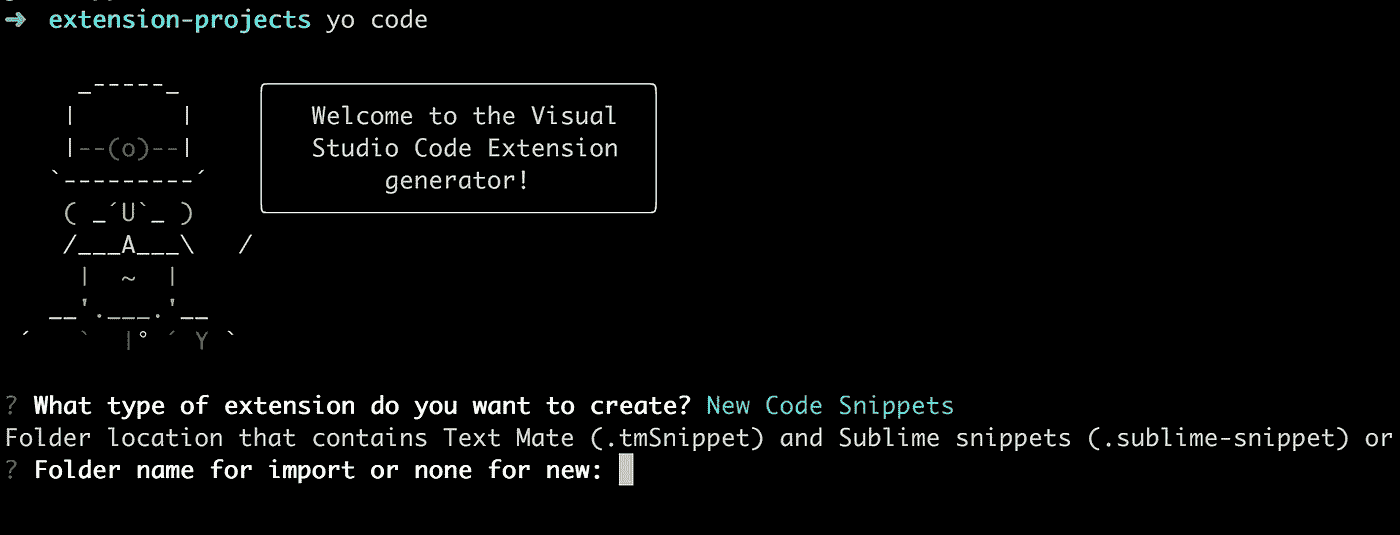 ➜ extension-projects yo code
_-----_
| |
|--(o)--|
`---------´
( _´U`_ )
/___A___\ /
| ~ |
__'.___.'__
´ ` |° ´ Y `
Welcome to the Visual
Studio Code Extension
generator!
? What type of extension do you want to create? New Code Snippets
Folder location that contains Text Mate (.tmSnippet) and Sublime snippets (.sublime-snippet) or
? Folder name for import or none for new: